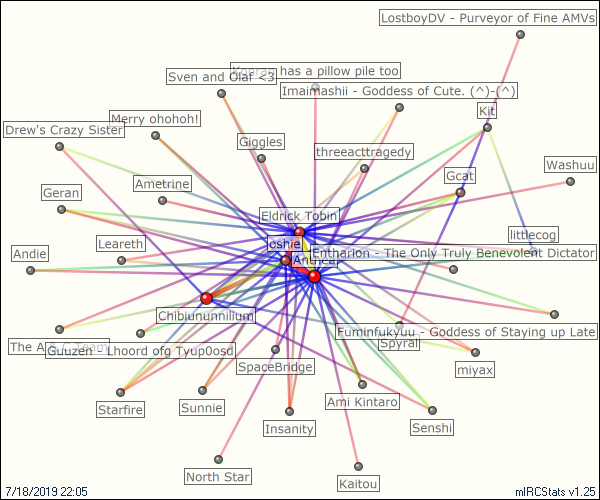 LostboyDV - Purveyor of Fine AMVs
has a pillow pile too
Sven and Olaf <3
Imaimashii - Goddess of Cute. (^)-(^)
Kit
Merry ohohoh!
Drew's Crazy Sister
Giggles
threeacttragedy
Washuu
Gcat
Ametrine
Geran
Eldrick Tobin
littlecog
Leareth
Joshie
Andie
Entharion - The Only Truly Benevolent Dictator
Chibiununnilium
Fuminfukyuu - Goddess of Staying up Late
Spyral
The A B C Team
Guuzen - Lhoord ofg Tyup0osd
SpaceBridge
miyax
Starfire
Sunnie
Ami Kintaro
Insanity
Senshi
North Star
Kaitou
7/18/2019 22:05
mIRCStats v1.25